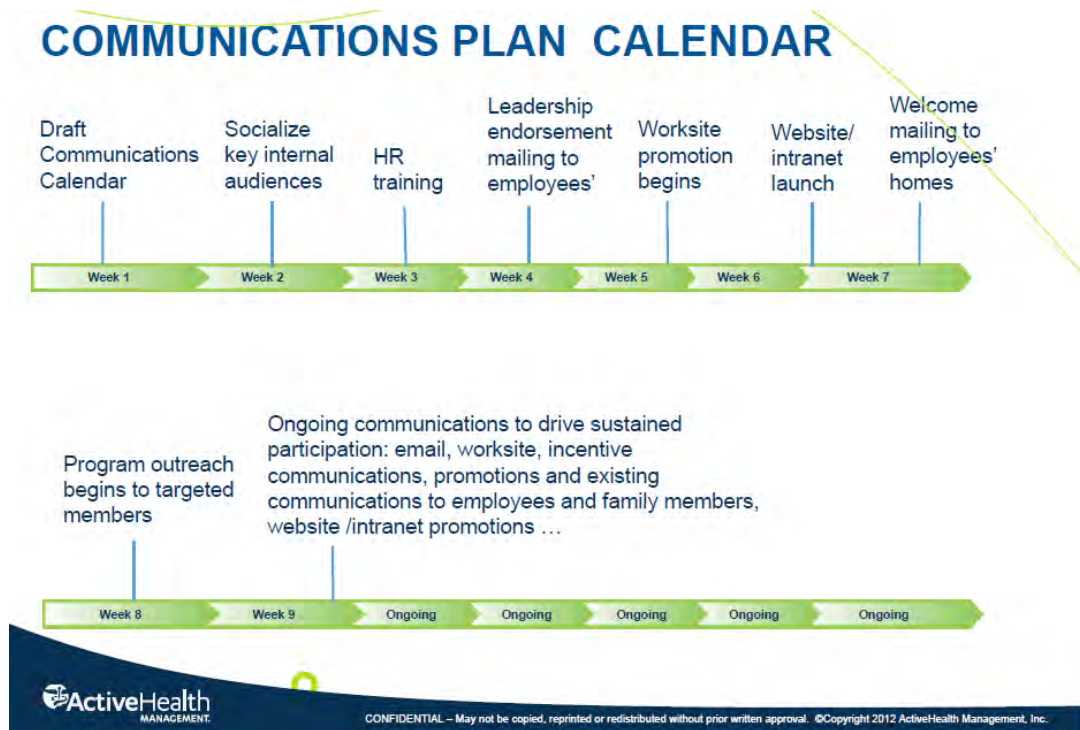 COMMUNICATIONS PLAN CALENDAR
Draft
Communications
Calendar
Socialize
key internal
audiences
HR
training
Leadership
endorsement
mailing to
employees’
Worksite
promotion
begins
Website/
intranet
launch
Welcome
mailing to
employees’
homes
Week 1
Week 2
Week 3
Week 4
Week 5
Week 6
Week 7
Program outreach
begins to targeted
members
Ongoing communications to drive sustained
participation: email, worksite, incentive
communications, promotions and existing
communications to employees and family members,
website /intranet promotions …
Week 8
Week 9
Ongoing
Ongoing
Ongoing
Ongoing
Ongoing
ActiveHealth
MANAGEMENT.
CONFIDENTIAL – May not be copied, reprinted or redistributed without prior written approval. ©Copyright 2012 ActiveHealth Management, Inc.